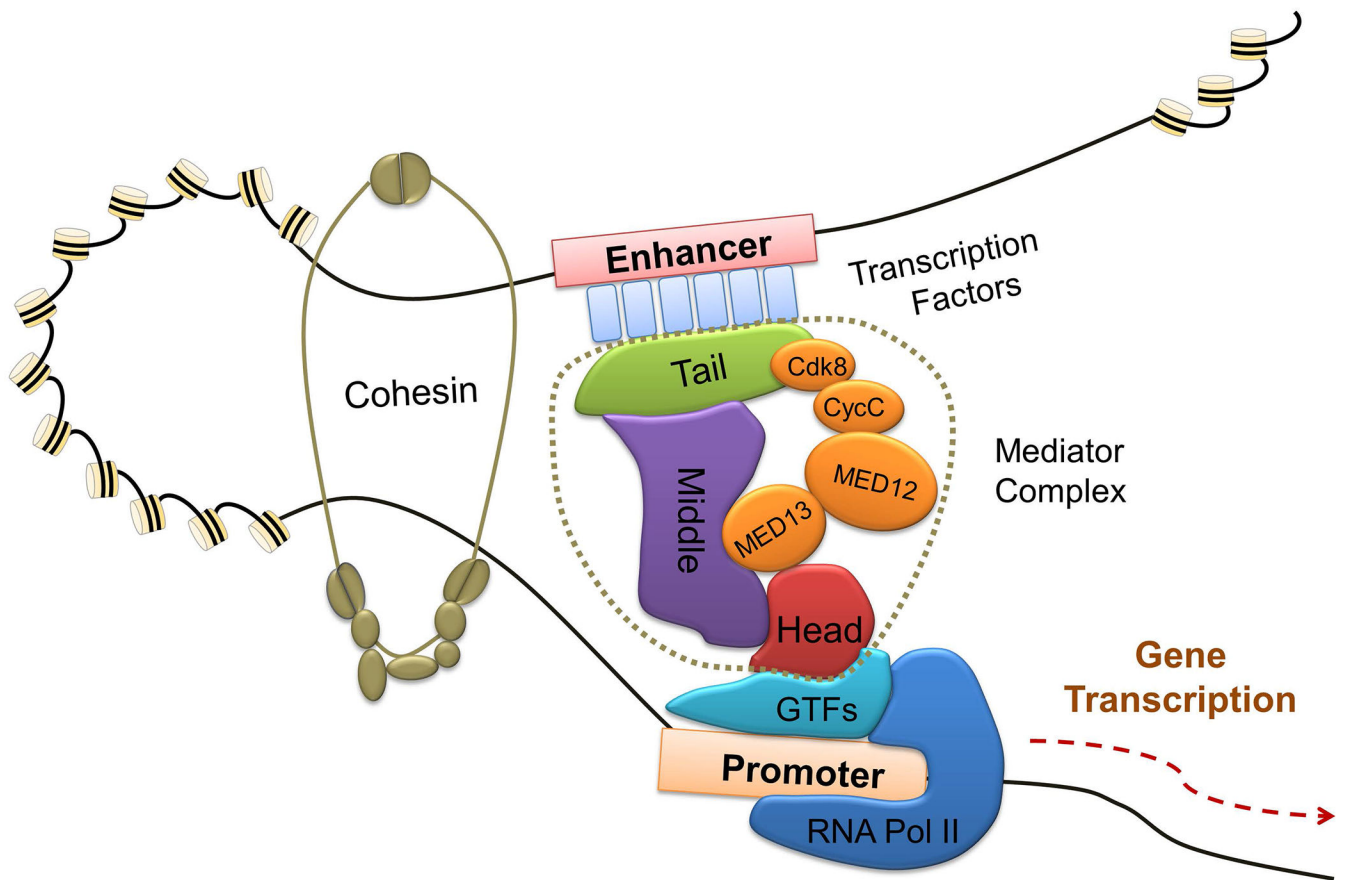 Enhancer
Transcription
Factors
Tail
Cdk8
CycC
Cohesin
Mediator
Complex
Middle
MED12
MED13
Head
Gene
Transcription
GTFs
Promoter
RNA Pol II